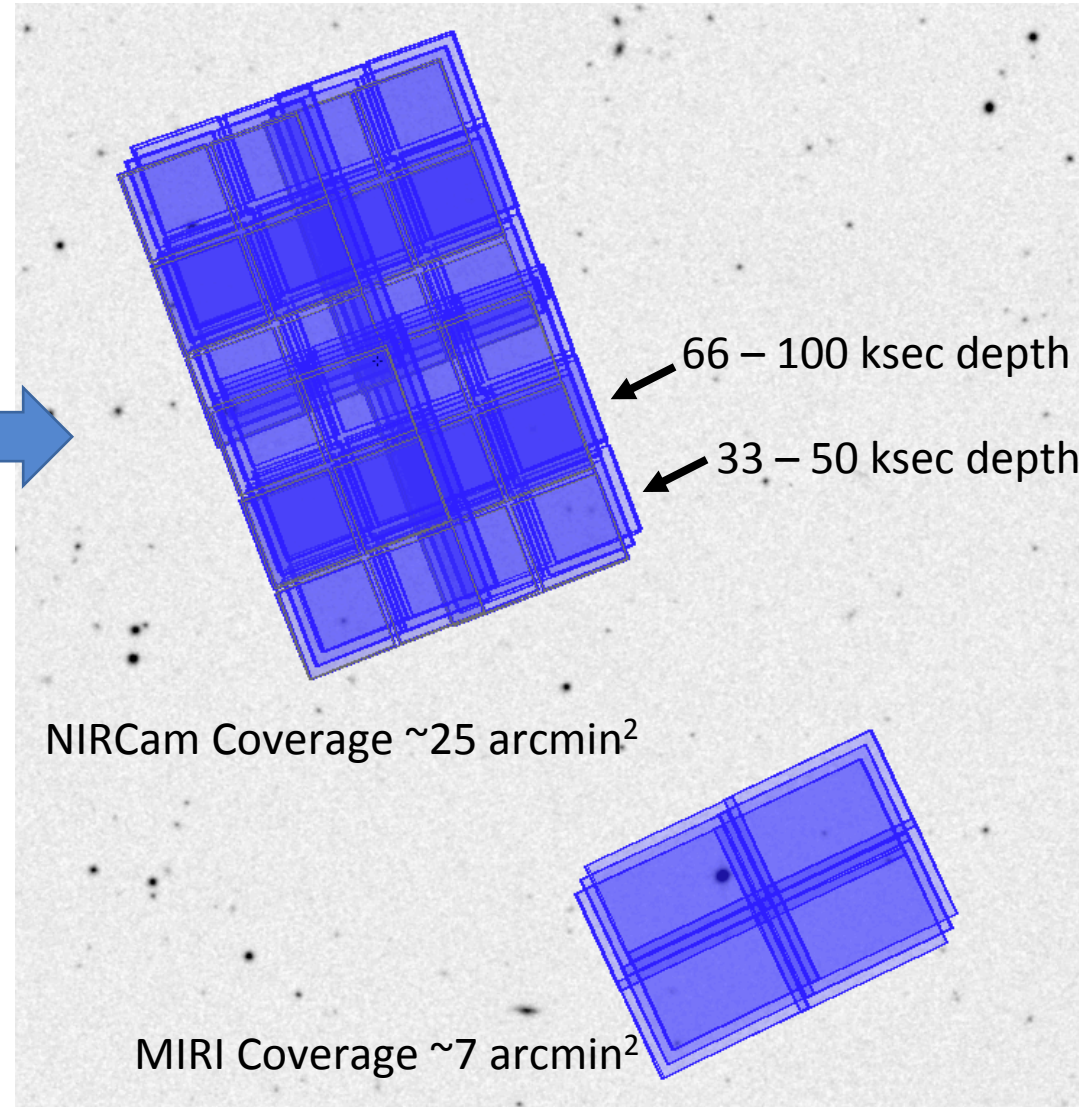 66 – 100 ksec depth
33 – 50 ksec depth
NIRCam Coverage ~25 arcmin²
MIRI Coverage ~7 arcmin²